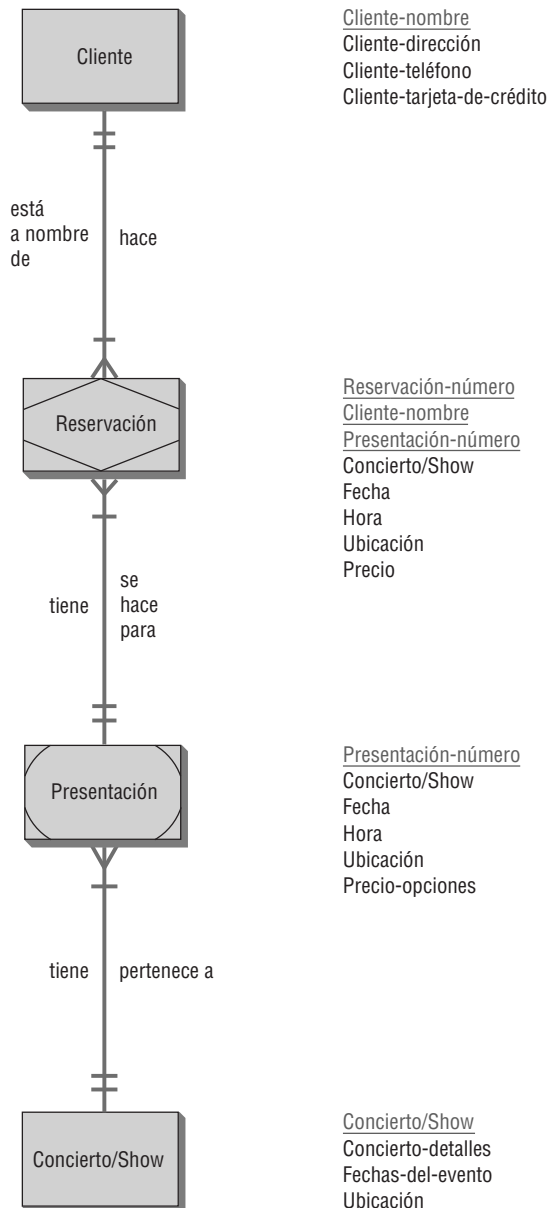 Cliente
Cliente-nombre
Cliente-dirección
Cliente-teléfono
Cliente-tarjeta-de-crédito
está
a nombre
de
hace
Reservación
Reservación-número
Cliente-nombre
Presentación-número
Concierto/Show
Fecha
Hora
Ubicación
Precio
tiene
se
hace
para
Presentación
Presentación-número
Concierto/Show
Fecha
Hora
Ubicación
Precio-opciones
tiene
pertenece a
Concierto/Show
Concierto/Show
Concierto-detalles
Fechas-del-evento
Ubicación